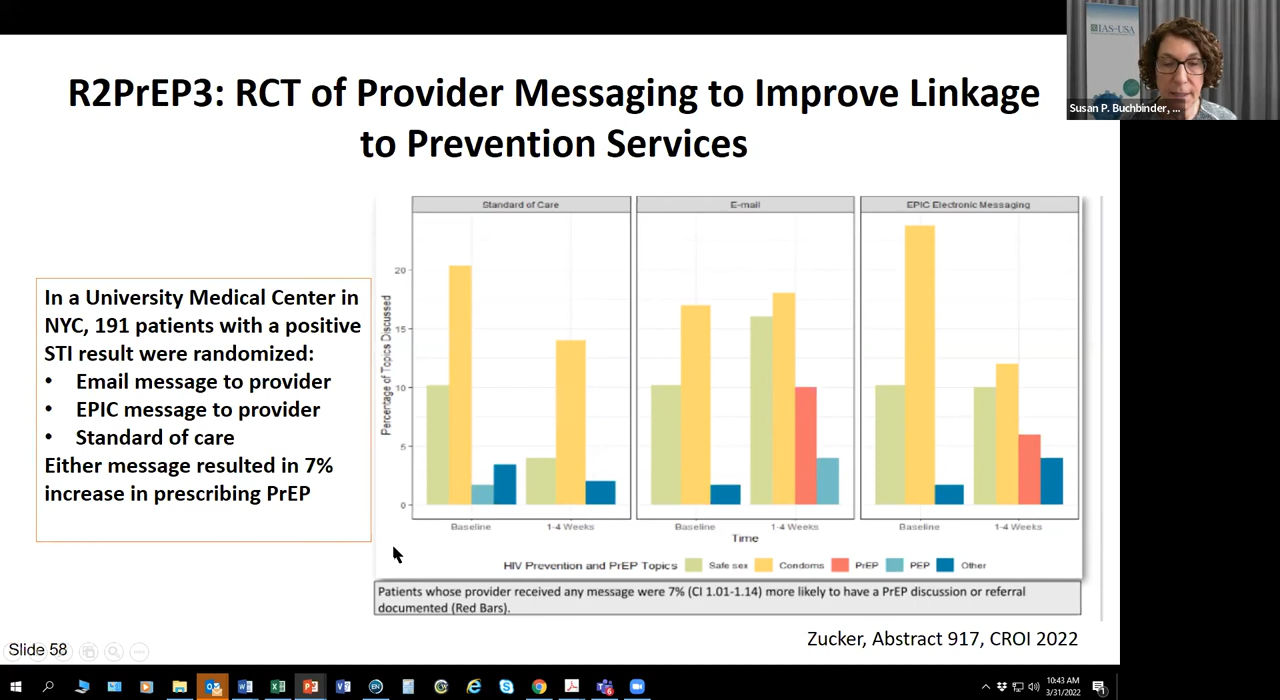 IAS–USA
Susan P. Buchbinder, ...
R2PrEP3: RCT of Provider Messaging to Improve Linkage
to Prevention Services
In a University Medical Center in
NYC, 191 patients with a positive
STI result were randomized:
• Email message to provider
• EPIC message to provider
• Standard of care
Either message resulted in 7%
increase in prescribing PrEP
Standard of Care
E-mail
EPIC Electronic Messaging
Percentage of Topics Discussed
20
15
10
5
0
Baseline
1-4 Weeks
Baseline
1-4 Weeks
Baseline
1-4 Weeks
Time
HIV Prevention and PrEP Topics
Safe sex
Condoms
PrEP
PEP
Other
Patients whose provider received any message were 7% (CI 1.01-1.14) more likely to have a PrEP discussion or referral
documented (Red Bars).
Zucker, Abstract 917, CROI 2022
Slide 58
10:43 AM
3/31/2022